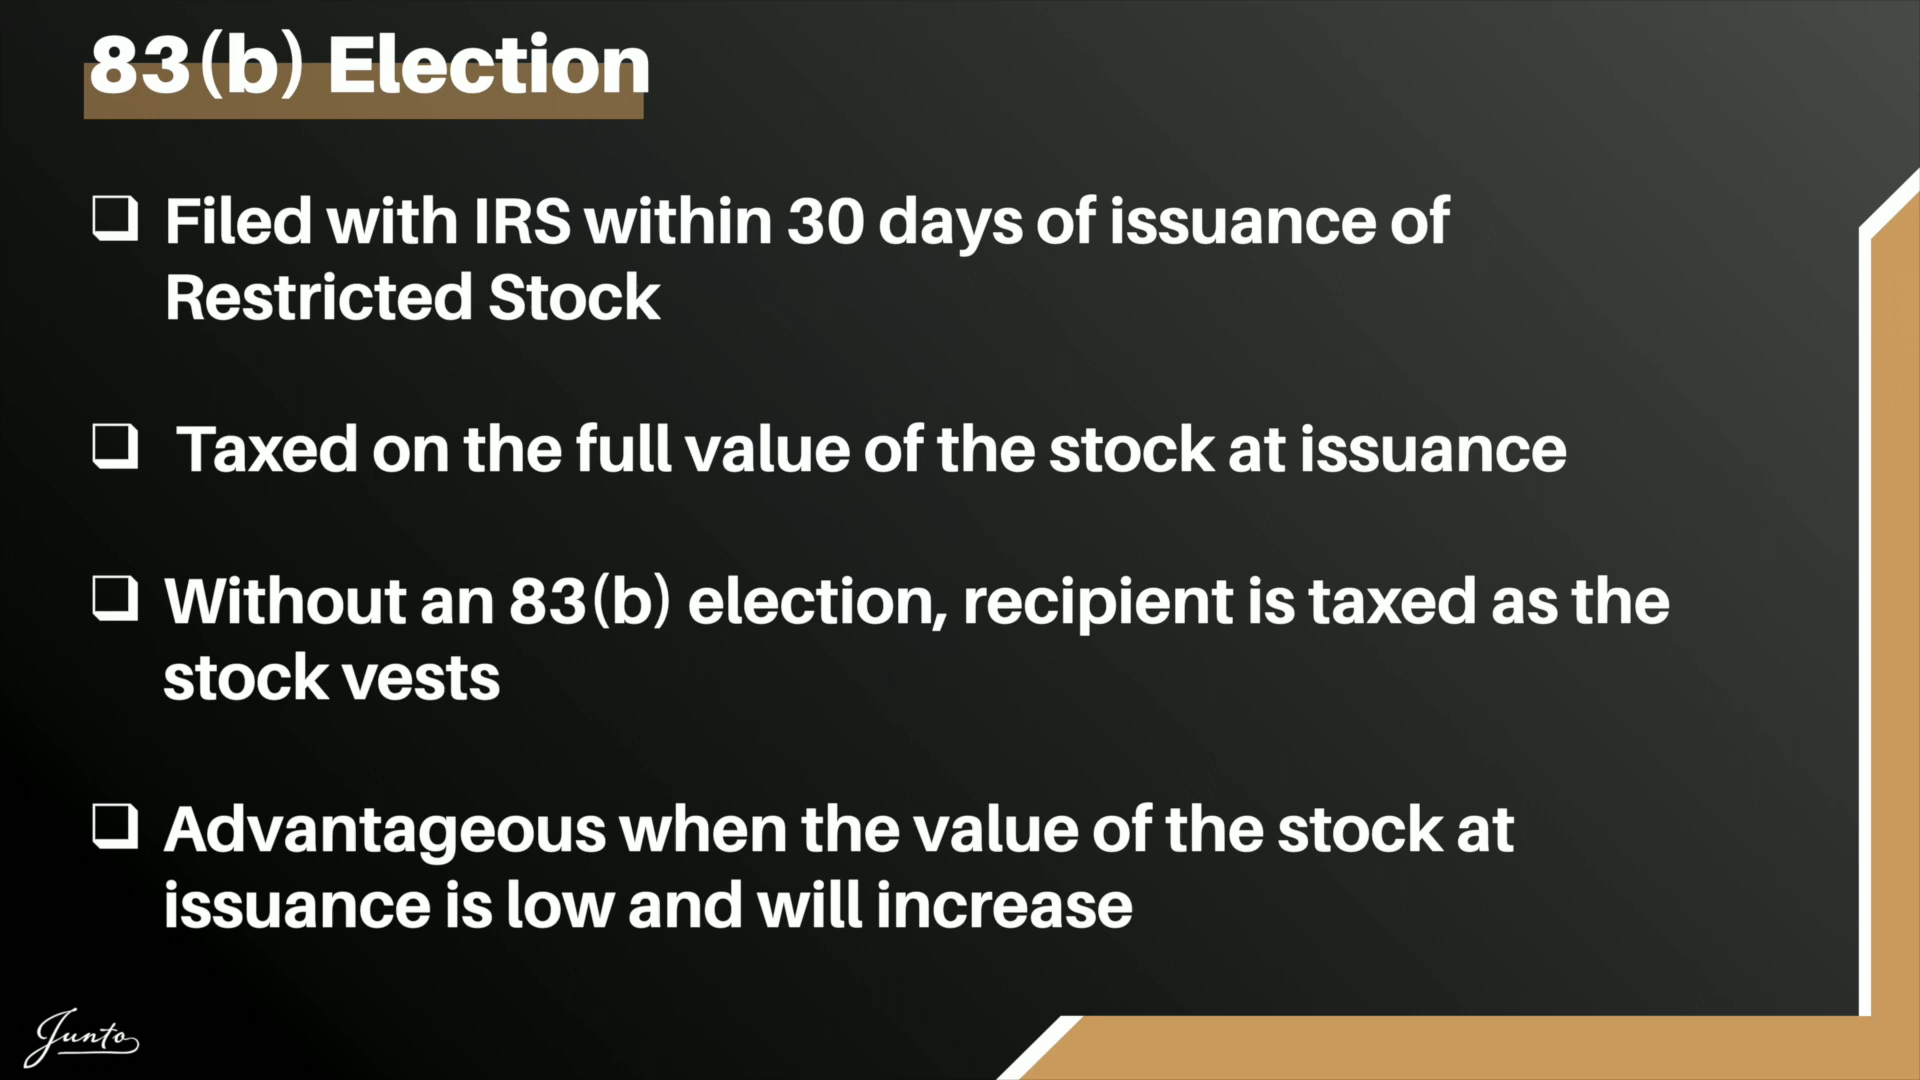 83(b) Election
❑ Filed with IRS within 30 days of issuance of
Restricted Stock
❑ Taxed on the full value of the stock at issuance
❑ Without an 83(b) election, recipient is taxed as the
stock vests
❑ Advantageous when the value of the stock at
issuance is low and will increase
Junto